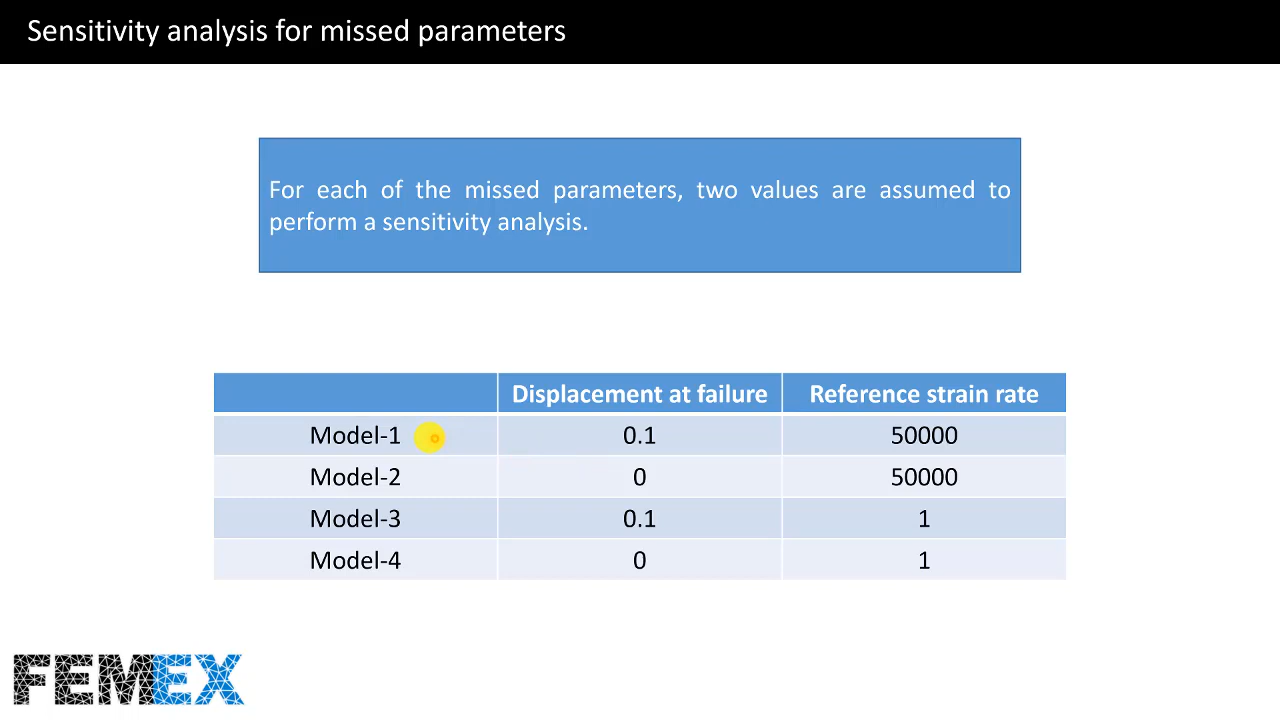 Sensitivity analysis for missed parameters
For each of the missed parameters, two values are assumed to
perform a sensitivity analysis.
Displacement at failure Reference strain rate
Model-1 0.1 50000
Model-2 0 50000
Model-3 0.1 1
Model-4 0 1
FEMEX